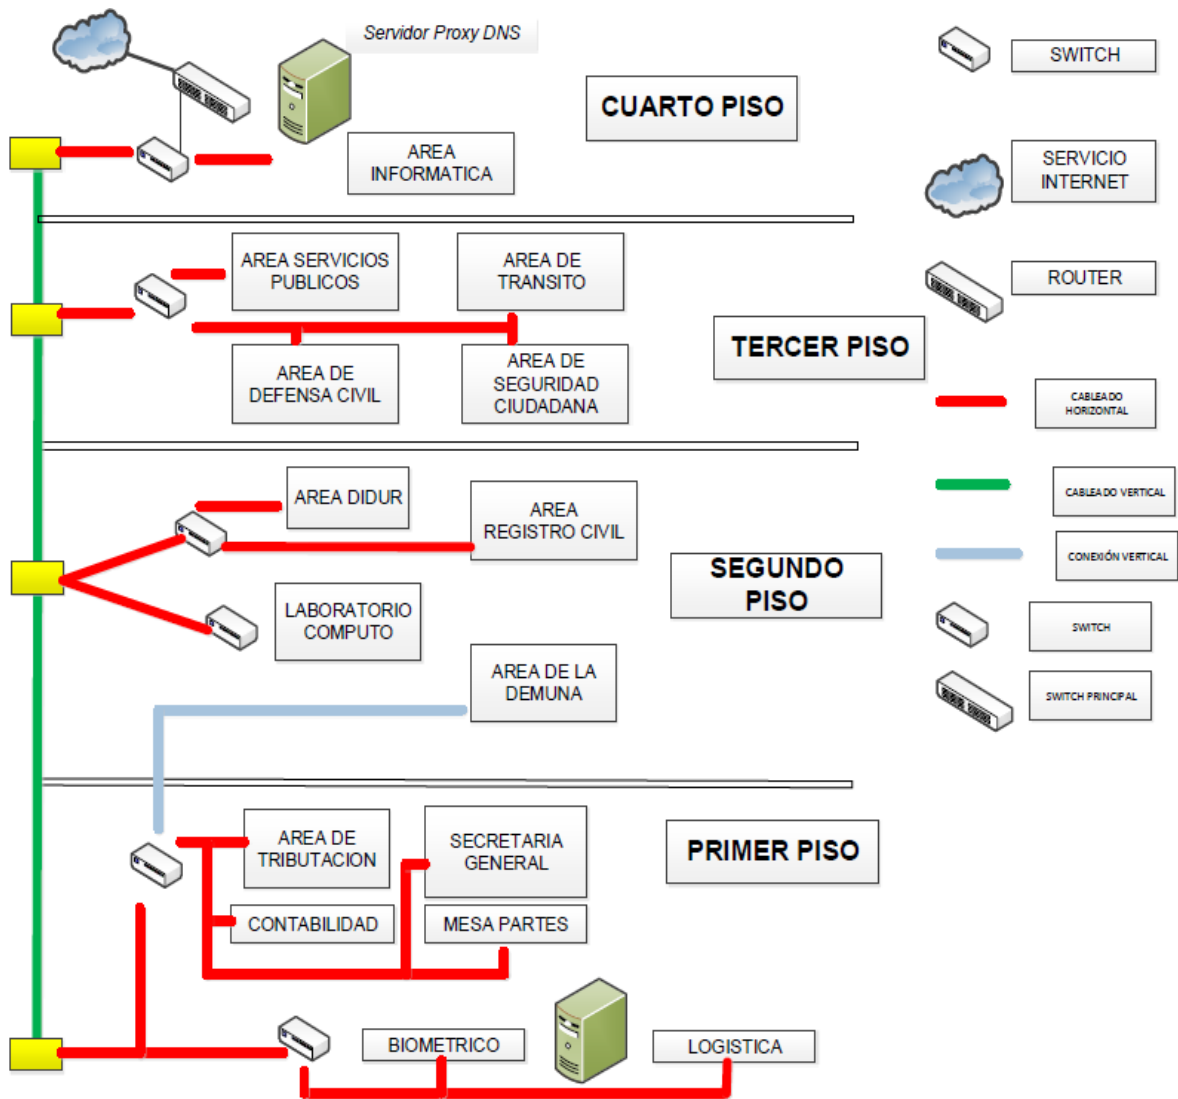 Servidor Proxy DNS
CUARTO PISO
AREA
INFORMATICA
AREA SERVICIOS
PUBLICOS
AREA DE
TRANSITO
TERCER PISO
AREA DE
DEFENSA CIVIL
AREA DE
SEGURIDAD
CIUDADANA
AREA DIDUR
AREA
REGISTRO CIVIL
SEGUNDO
PISO
LABORATORIO
COMPUTO
AREA DE LA
DEMUNA
PRIMER PISO
AREA DE
TRIBUTACION
SECRETARIA
GENERAL
CONTABILIDAD
MESA PARTES
BIOMETRICO
LOGISTICA
SWITCH
SERVICIO
INTERNET
ROUTER
CABLEADO
HORIZONTAL
CABLEADO VERTICAL
CONEXIÓN VERTICAL
SWITCH
SWITCH PRINCIPAL